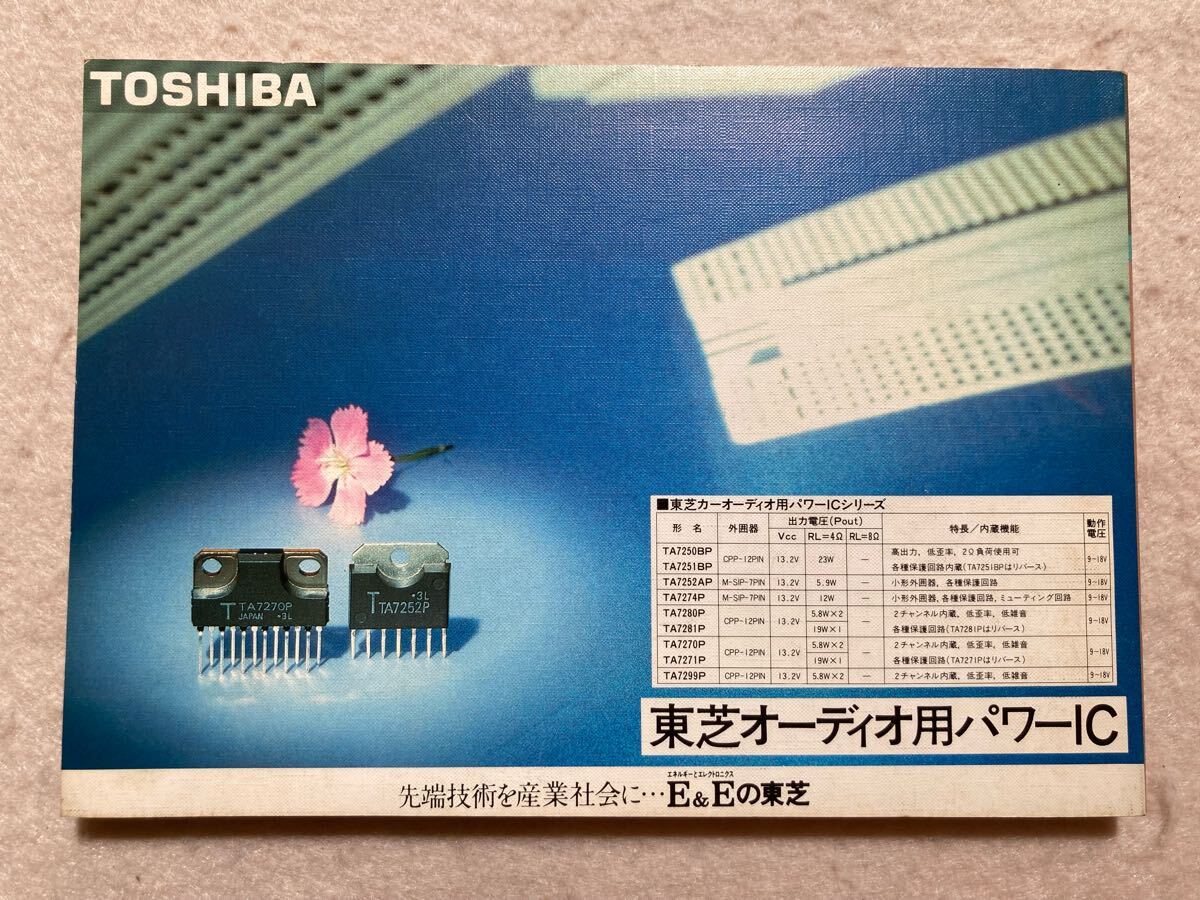 TOSHIBA
T TA7270P
JAPAN ・3L
・3L
T TA7252P
■東芝カーオーディオ用パワーICシリーズ
形 名 外囲器 出力電圧(Pout) 特長/内蔵機能 動作電圧
Vcc RL=4Ω RL=8Ω
TA7250BP CPP-12PIN 13.2V 23W — 高出力, 低歪率, 2Ω負荷使用可 9~18V
TA7251BP 各種保護回路内蔵(TA7251BPはリバース)
TA7252AP M-SIP-7PIN 13.2V 5.9W — 小形外囲器, 各種保護回路 9~18V
TA7274P M-SIP-7PIN 13.2V 12W — 小形外囲器, 各種保護回路, ミューティング回路 9~18V
TA7280P CPP-12PIN 13.2V 5.8W×2 — 2チャンネル内蔵, 低歪率, 低雑音 9~18V
TA7281P 19W×1 各種保護回路(TA7281Pはリバース)
TA7270P CPP-12PIN 13.2V 5.8W×2 — 2チャンネル内蔵, 低歪率, 低雑音 9~18V
TA7271P 19W×1 各種保護回路(TA7271Pはリバース)
TA7299P CPP-12PIN 13.2V 5.8W×2 — 2チャンネル内蔵, 低歪率, 低雑音 9~18V
東芝オーディオ用パワーIC
エネルギーとエレクトロニクス
先端技術を産業社会に…E&Eの東芝